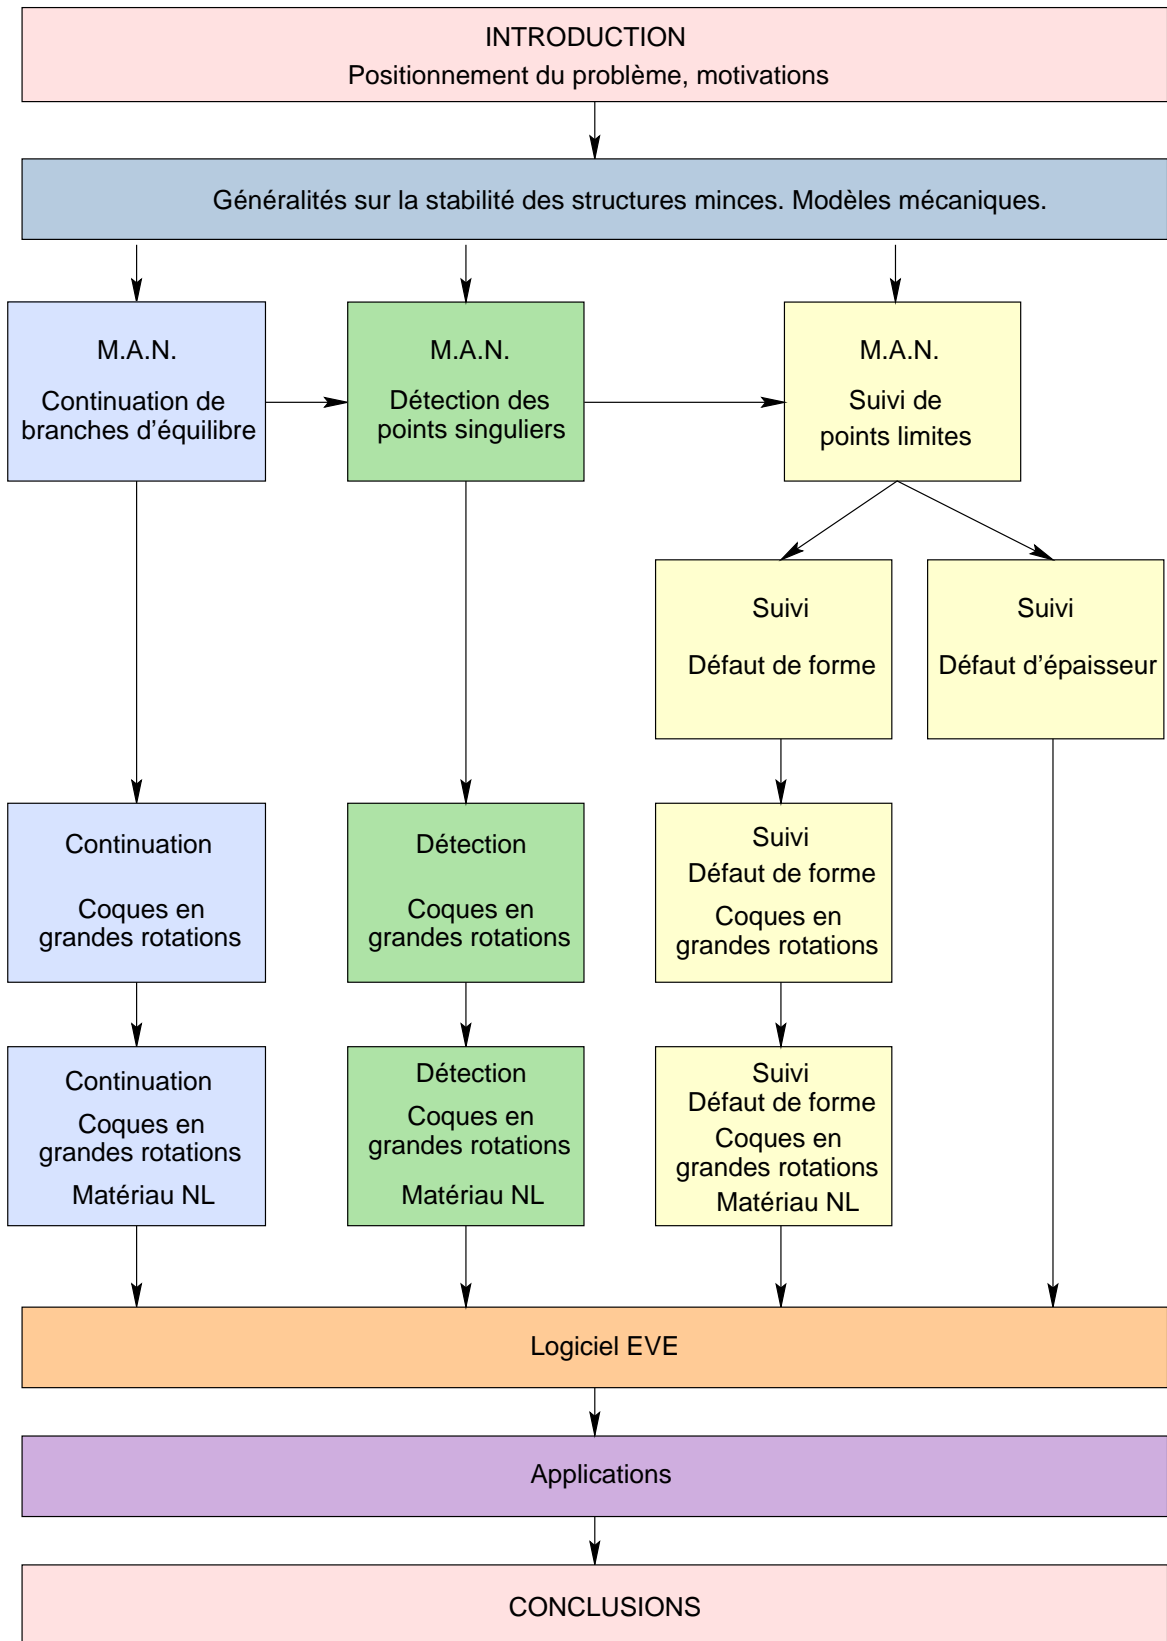 INTRODUCTION
Positionnement du problème, motivations
Généralités sur la stabilité des structures minces. Modèles mécaniques.
M.A.N.
Continuation de
branches d'équilibre
M.A.N.
Détection des
points singuliers
M.A.N.
Suivi de
points limites
Suivi
Défaut de forme
Suivi
Défaut d'épaisseur
Continuation
Coques en
grandes rotations
Détection
Coques en
grandes rotations
Suivi
Défaut de forme
Coques en
grandes rotations
Continuation
Coques en
grandes rotations
Matériau NL
Détection
Coques en
grandes rotations
Matériau NL
Suivi
Défaut de forme
Coques en
grandes rotations
Matériau NL
Logiciel EVE
Applications
CONCLUSIONS